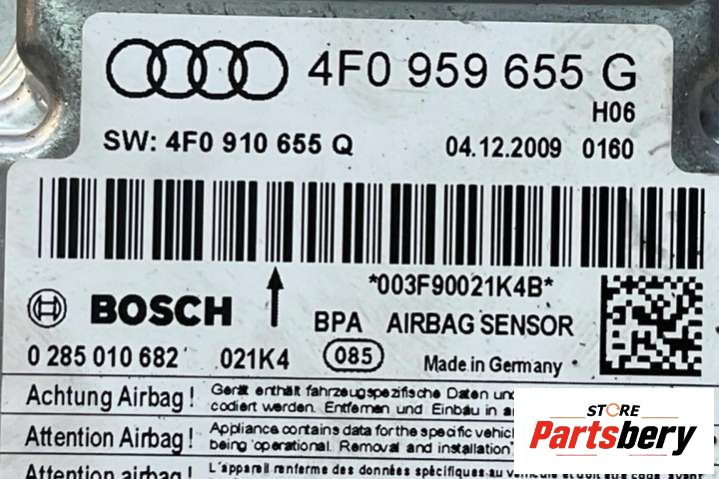 4F0 959 655 G
H06
SW: 4F0 910 655 Q 04.12.2009 0160
*003F90021K4B*
BOSCH BPA AIRBAG SENSOR
0 285 010 682 021K4 085 Made in Germany
Achtung Airbag! Gerät enthält fahrzeugspezifische Daten und
codiert werden. Entfernen und Einbau in
Attention Airbag! Appliance contains data for the specific
being operational. Removal and installation
Attention airbag! L'appareil renferme des données spécifiques au
STORE
Partsbery